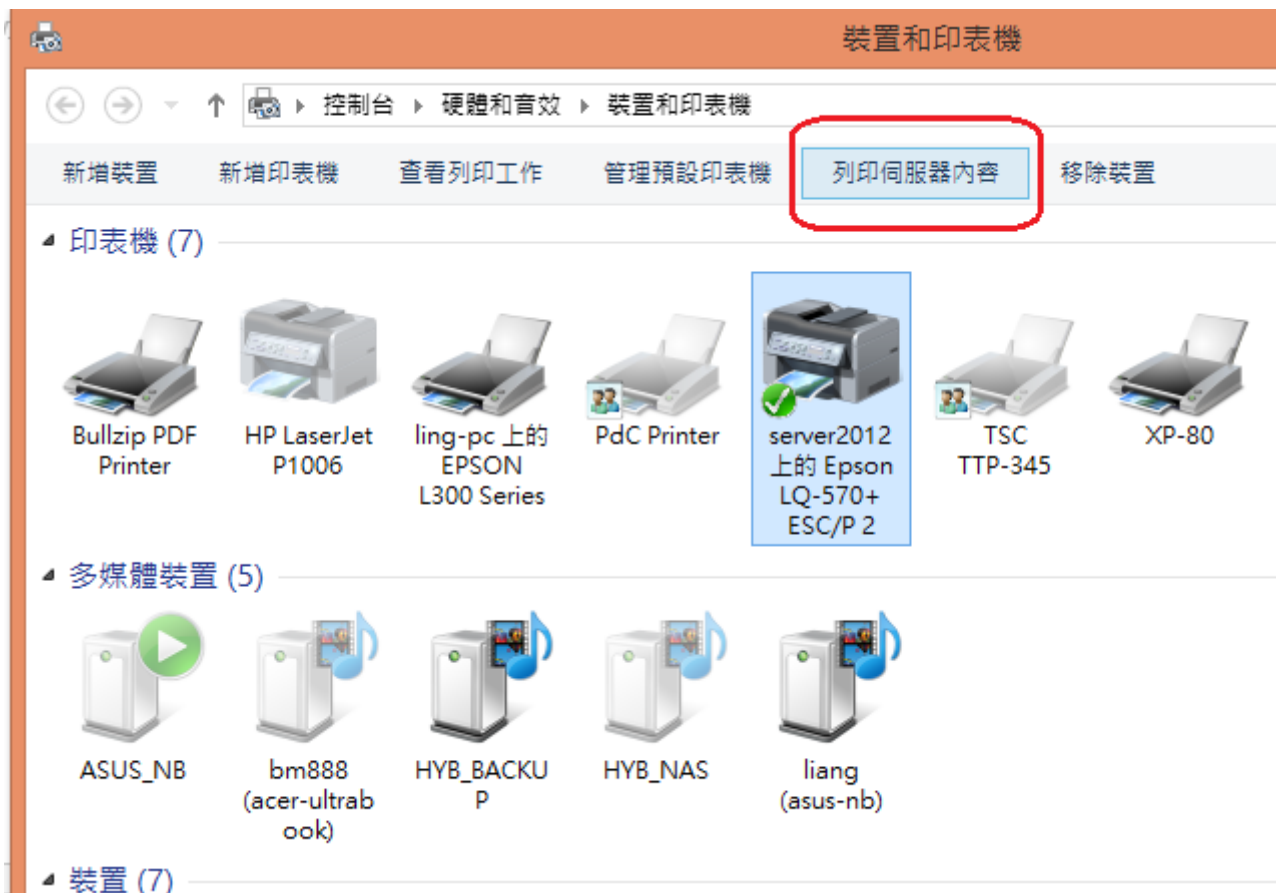 裝置和印表機
控制台 硬體和音效 裝置和印表機
新增裝置 新增印表機 查看列印工作 管理預設印表機 列印伺服器內容 移除裝置
印表機 (7)
Bullzip PDF
Printer
HP LaserJet
P1006
ling-pc 上的
EPSON
L300 Series
PdC Printer
server2012
上的 Epson
LQ-570+
ESC/P 2
TSC
TTP-345
XP-80
多媒體裝置 (5)
ASUS_NB
bm888
(acer-ultrab
ook)
HYB_BACKU
P
HYB_NAS
liang
(asus-nb)
裝置 (7)